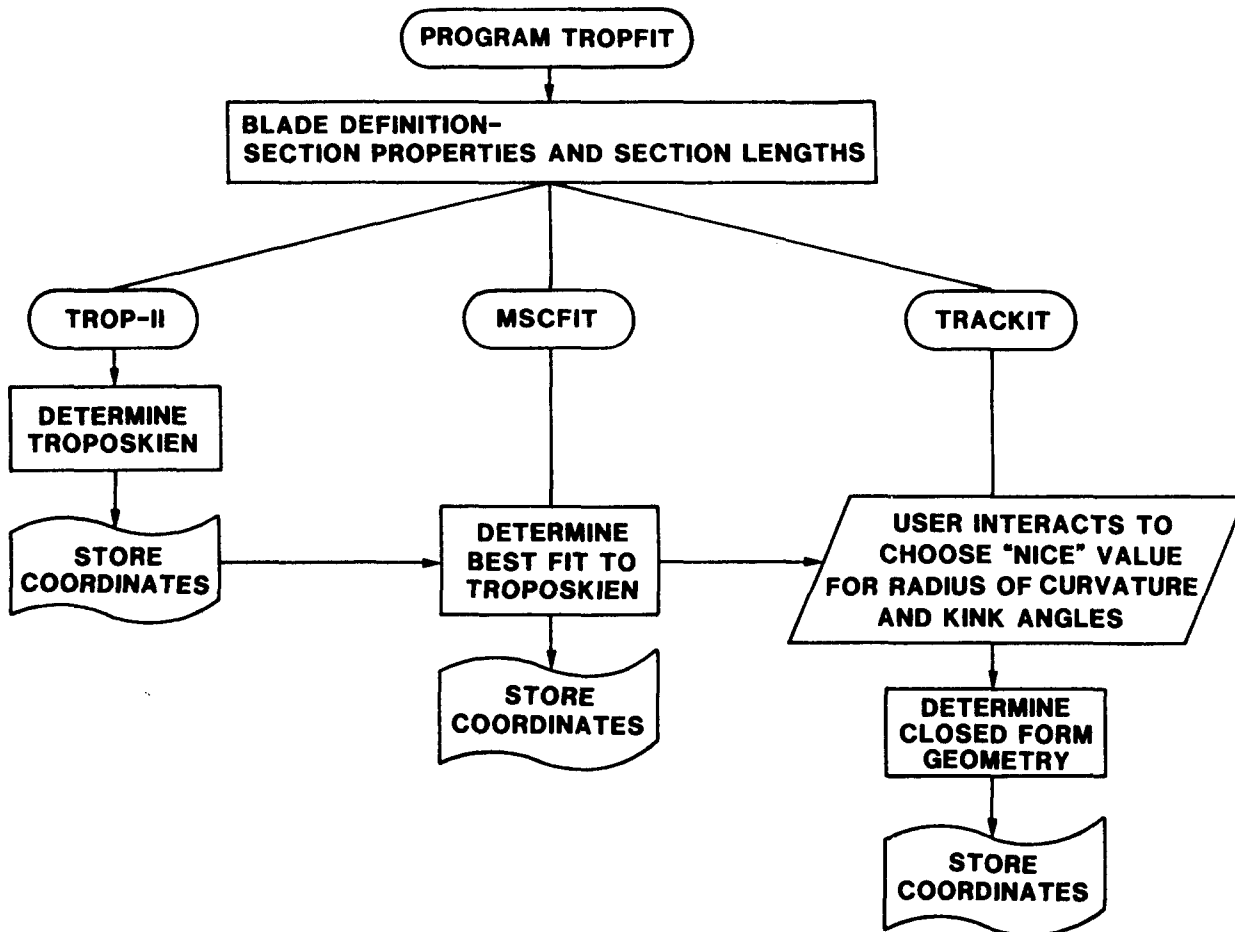 PROGRAM TROPFIT
BLADE DEFINITION-
SECTION PROPERTIES AND SECTION LENGTHS
TROP-II
MSCFIT
TRACKIT
DETERMINE
TROPOSKIEN
STORE
COORDINATES
DETERMINE
BEST FIT TO
TROPOSKIEN
STORE
COORDINATES
USER INTERACTS TO
CHOOSE "NICE" VALUE
FOR RADIUS OF CURVATURE
AND KINK ANGLES
DETERMINE
CLOSED FORM
GEOMETRY
STORE
COORDINATES